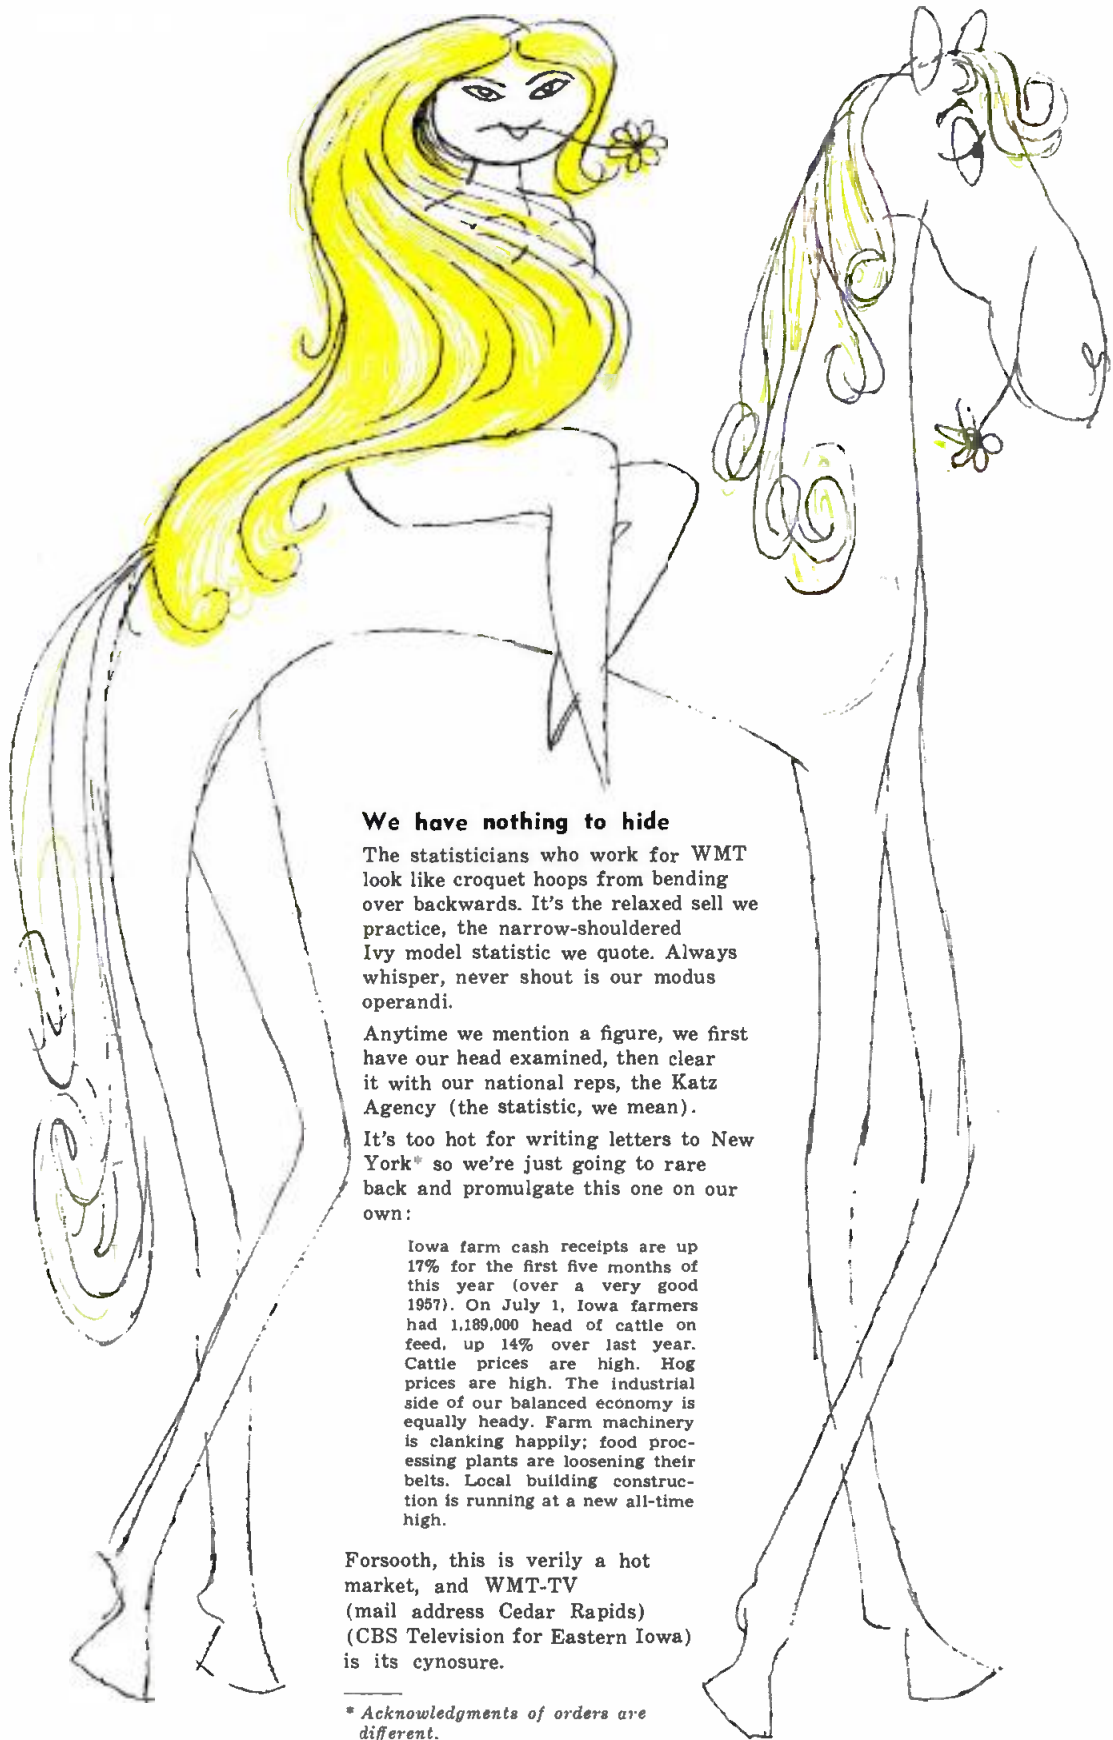 We have nothing to hide
The statisticians who work for WMT
look like croquet hoops from bending
over backwards. It's the relaxed sell we
practice, the narrow-shouldered
Ivy model statistic we quote. Always
whisper, never shout is our modus
operandi.
Anytime we mention a figure, we first
have our head examined, then clear
it with our national reps, the Katz
Agency (the statistic, we mean).
It's too hot for writing letters to New
York* so we're just going to rare
back and promulgate this one on our
own:
Iowa farm cash receipts are up
17% for the first five months of
this year (over a very good
1957). On July 1, Iowa farmers
had 1,189,000 head of cattle on
feed, up 14% over last year.
Cattle prices are high. Hog
prices are high. The industrial
side of our balanced economy is
equally heady. Farm machinery
is clanking happily; food proc-
essing plants are loosening their
belts. Local building construc-
tion is running at a new all-time
high.
Forsooth, this is verily a hot
market, and WMT-TV
(mail address Cedar Rapids)
(CBS Television for Eastern Iowa)
is its cynosure.
* Acknowledgments of orders are
different.